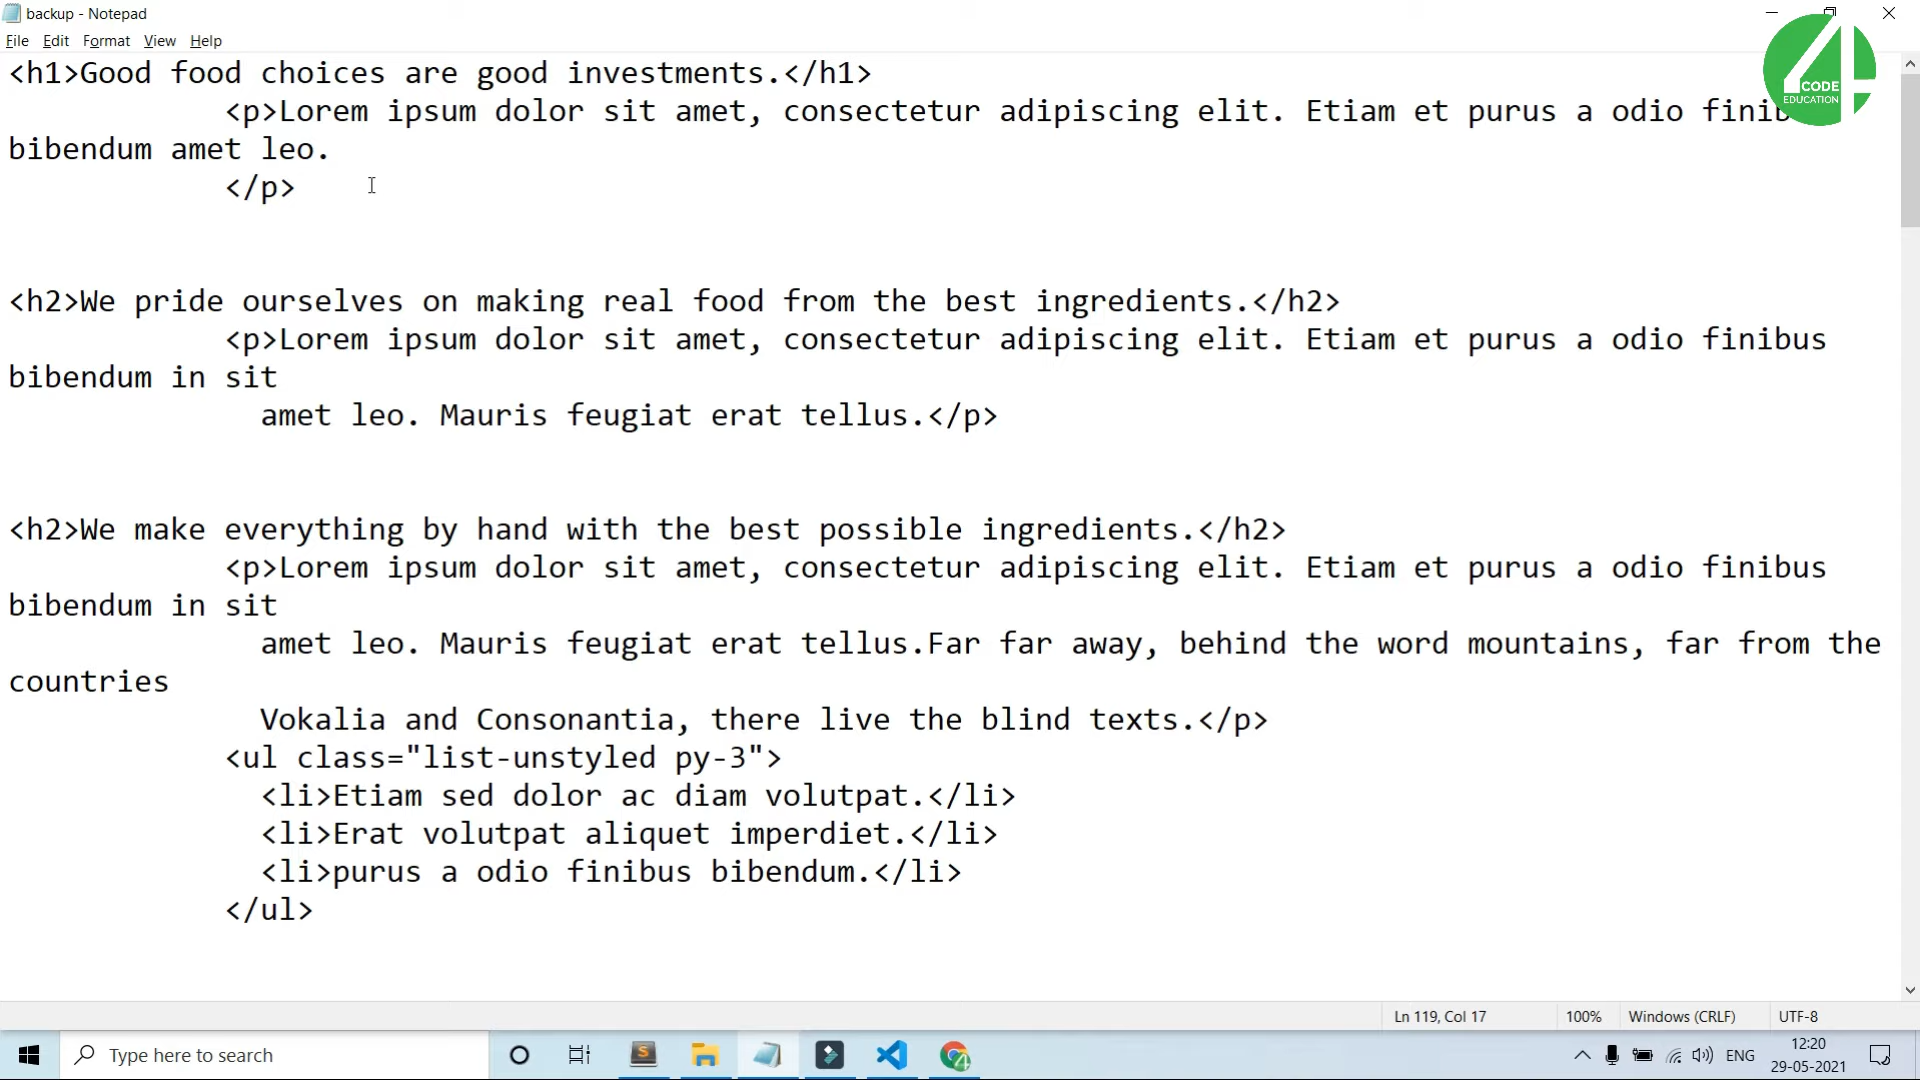 backup - Notepad
File Edit Format View Help
<h1>Good food choices are good investments.</h1>
<p>Lorem ipsum dolor sit amet, consectetur adipiscing elit. Etiam et purus a odio finib
bibendum amet leo.
</p>
<h2>We pride ourselves on making real food from the best ingredients.</h2>
<p>Lorem ipsum dolor sit amet, consectetur adipiscing elit. Etiam et purus a odio finibus
bibendum in sit
amet leo. Mauris feugiat erat tellus.</p>
<h2>We make everything by hand with the best possible ingredients.</h2>
<p>Lorem ipsum dolor sit amet, consectetur adipiscing elit. Etiam et purus a odio finibus
bibendum in sit
amet leo. Mauris feugiat erat tellus.Far far away, behind the word mountains, far from the
countries
Vokalia and Consonantia, there live the blind texts.</p>
<ul class="list-unstyled py-3">
<li>Etiam sed dolor ac diam volutpat.</li>
<li>Erat volutpat aliquet imperdiet.</li>
<li>purus a odio finibus bibendum.</li>
</ul>
4
CODE
EDUCATION
Ln 119, Col 17 100% Windows (CRLF) UTF-8
Type here to search
ENG
12:20
29-05-2021